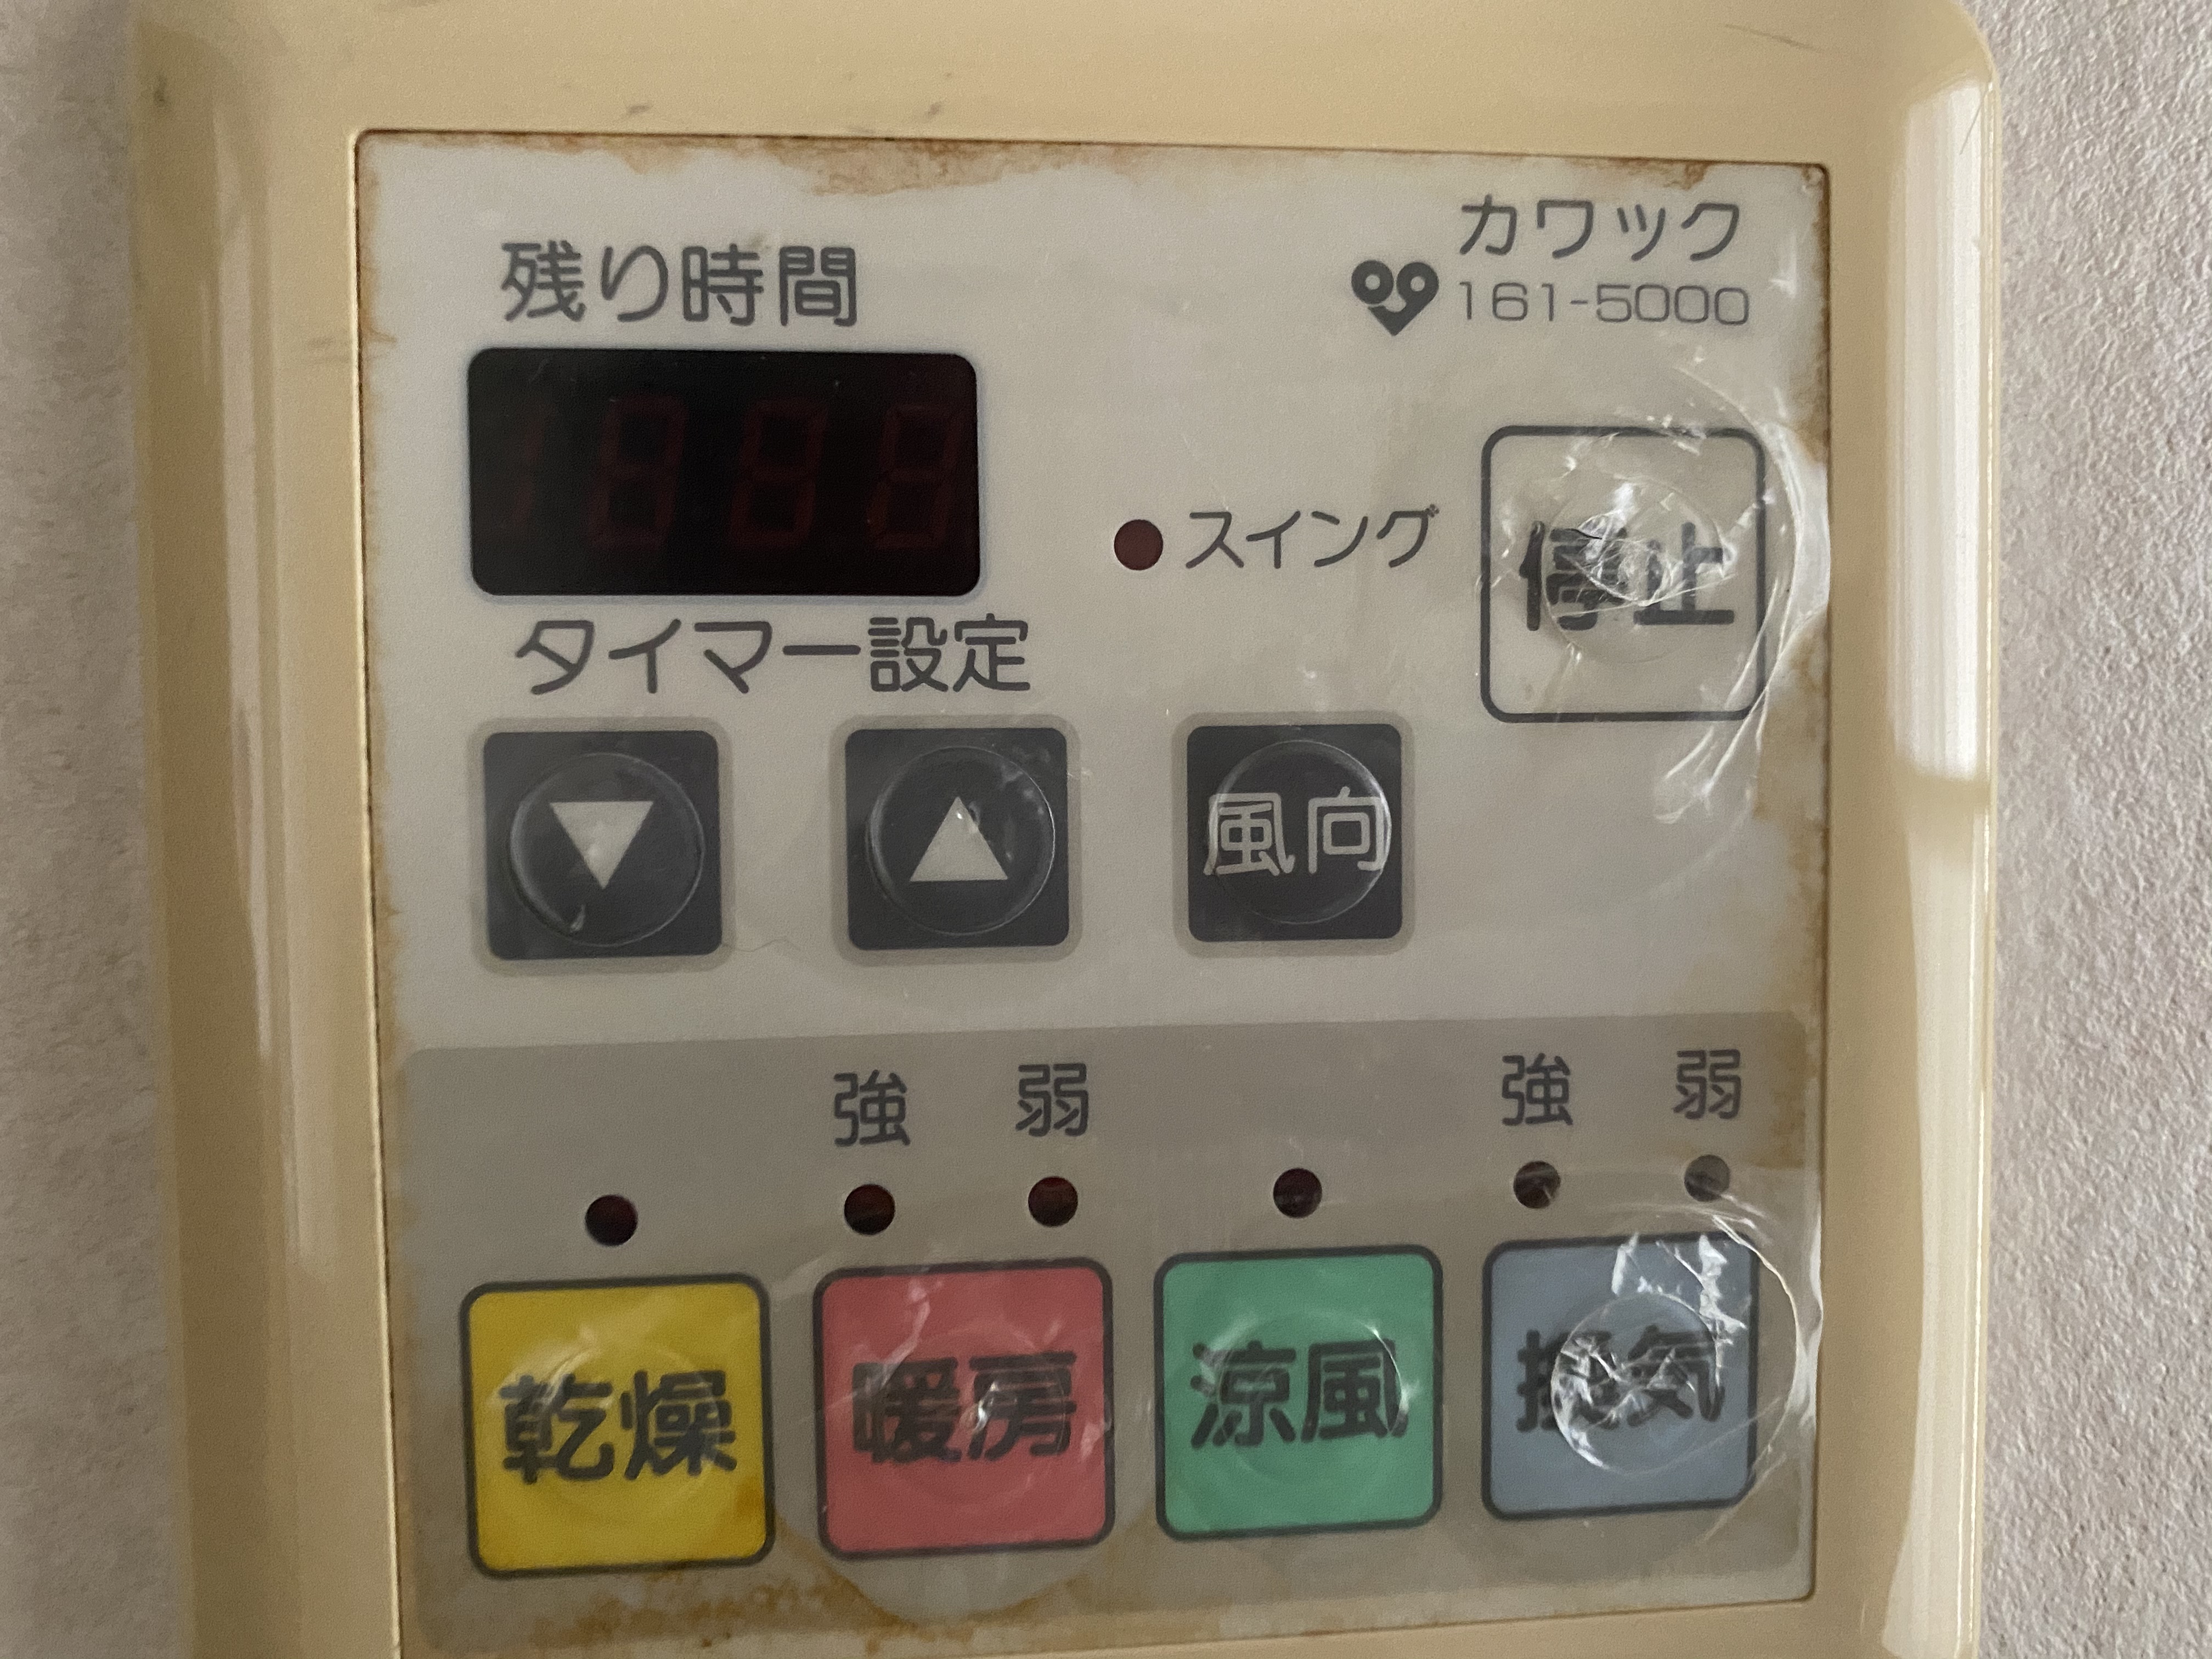 カワック
161-5000
残り時間
スイング
停止
タイマー設定
▼ ▲ 風向
強 弱 強 弱
乾燥 暖房 涼風 換気